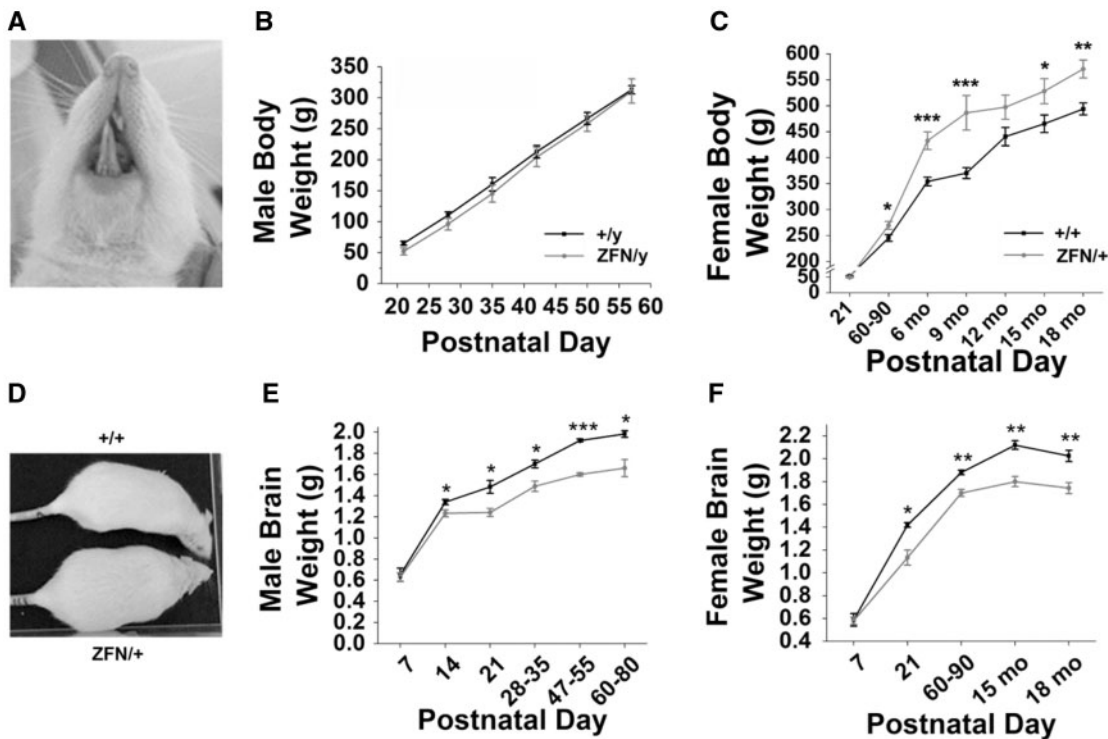 A
B
Male Body
Weight (g)
350
300
250
200
150
100
50
0
+/y
ZFN/y
20 25 30 35 40 45 50 55 60
Postnatal Day
C
Female Body
Weight (g)
600
550
500
450
400
350
300
250
200
50
0
* *** *** * **
+/+
ZFN/+
21 60-90 6 mo 9 mo 12 mo 15 mo 18 mo
Postnatal Day
D
+/+
ZFN/+
E
Male Brain
Weight (g)
2.0
1.8
1.6
1.4
1.2
1.0
0.8
0.6
0.4
0.2
0.0
* * * *** *
7 14 21 28-35 47-55 60-80
Postnatal Day
F
Female Brain
Weight (g)
2.2
2.0
1.8
1.6
1.4
1.2
1.0
0.8
0.6
0.4
* ** ** **
7 21 60-90 15 mo 18 mo
Postnatal Day